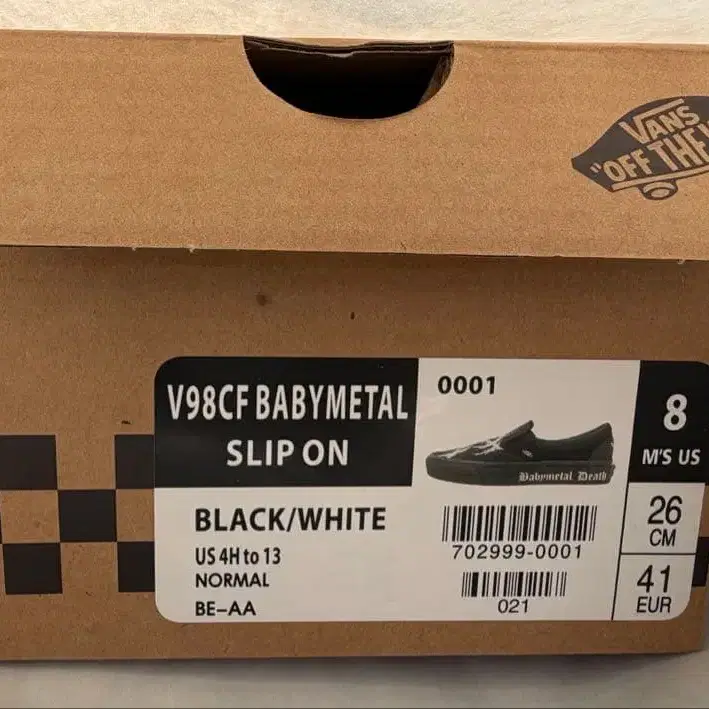 VANS
"OFF THE
V98CF BABYMETAL
SLIP ON
0001
8
M'S US
Babymetal Death
BLACK/WHITE
US 4H to 13
NORMAL
BE-AA
702999-0001
021
26
CM
41
EUR